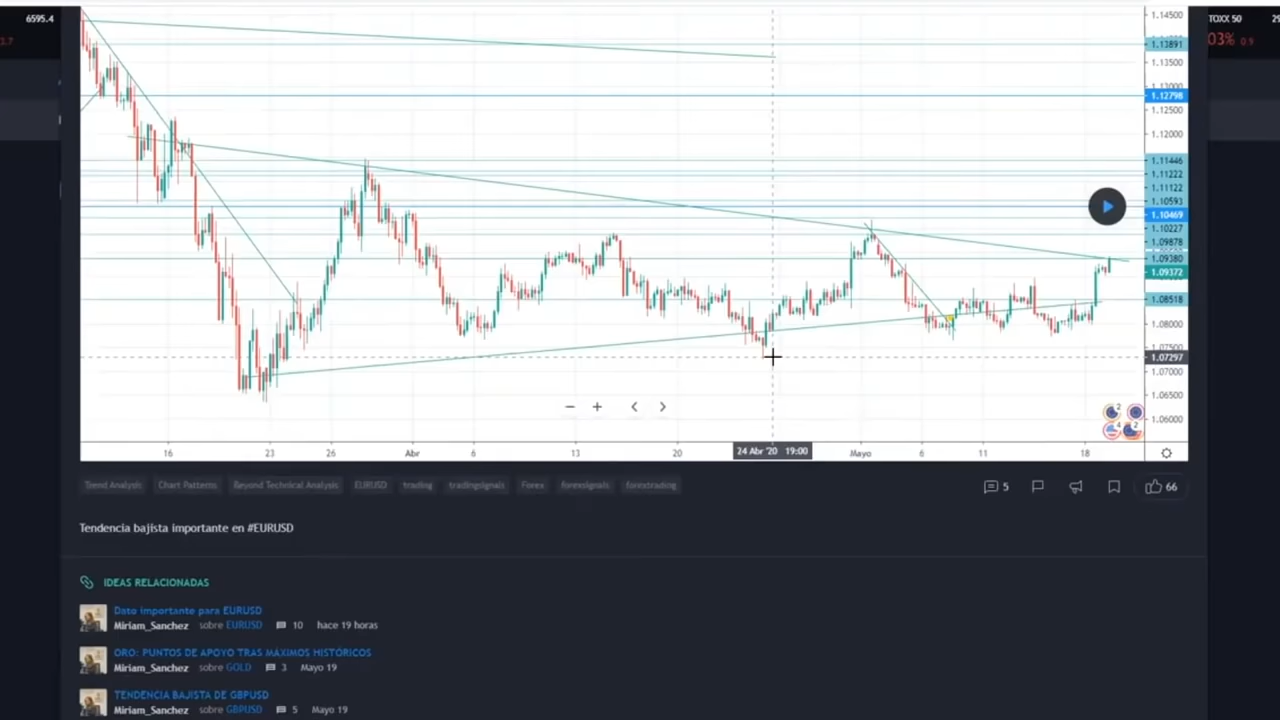 6595.4
TOXX 50
03% 0.9
1.14500
1.13891
1.13500
1.12798
1.12500
1.12000
1.11446
1.11222
1.11122
1.10593
1.10469
1.10227
1.09878
1.09380
1.09372
1.08518
1.08000
1.07297
1.07000
1.06500
1.06000
− + < >
16 23 26 Abr 6 13 20 24 Abr '20 19:00 Mayo 6 11 18
Trend Analysis Chart Patterns Beyond Technical Analysis EURUSD trading tradingsignals Forex forexsignals forextrading 5 66
Tendencia bajista importante en #EURUSD
IDEAS RELACIONADAS
Dato importante para EURUSD
Miriam_Sanchez sobre EURUSD 10 hace 19 horas
ORO: PUNTOS DE APOYO TRAS MÁXIMOS HISTÓRICOS
Miriam_Sanchez sobre GOLD 3 Mayo 19
TENDENCIA BAJISTA DE GBPUSD
Miriam_Sanchez sobre GBPUSD 5 Mayo 19